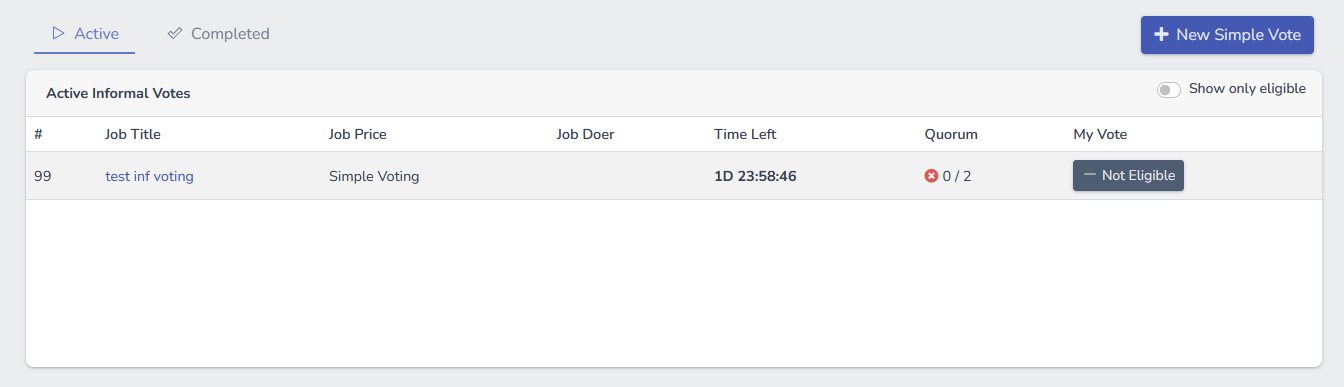 Active Completed
New Simple Vote
Active Informal Votes
Show only eligible
# Job Title Job Price Job Doer Time Left Quorum My Vote
99 test inf voting Simple Voting 1D 23:58:46 0 / 2 Not Eligible